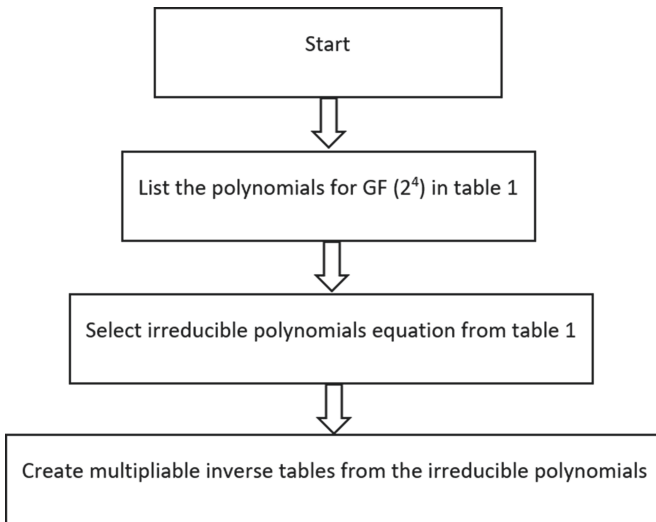 Start
List the polynomials for GF (2⁴) in table 1
Select irreducible polynomials equation from table 1
Create multipliable inverse tables from the irreducible polynomials